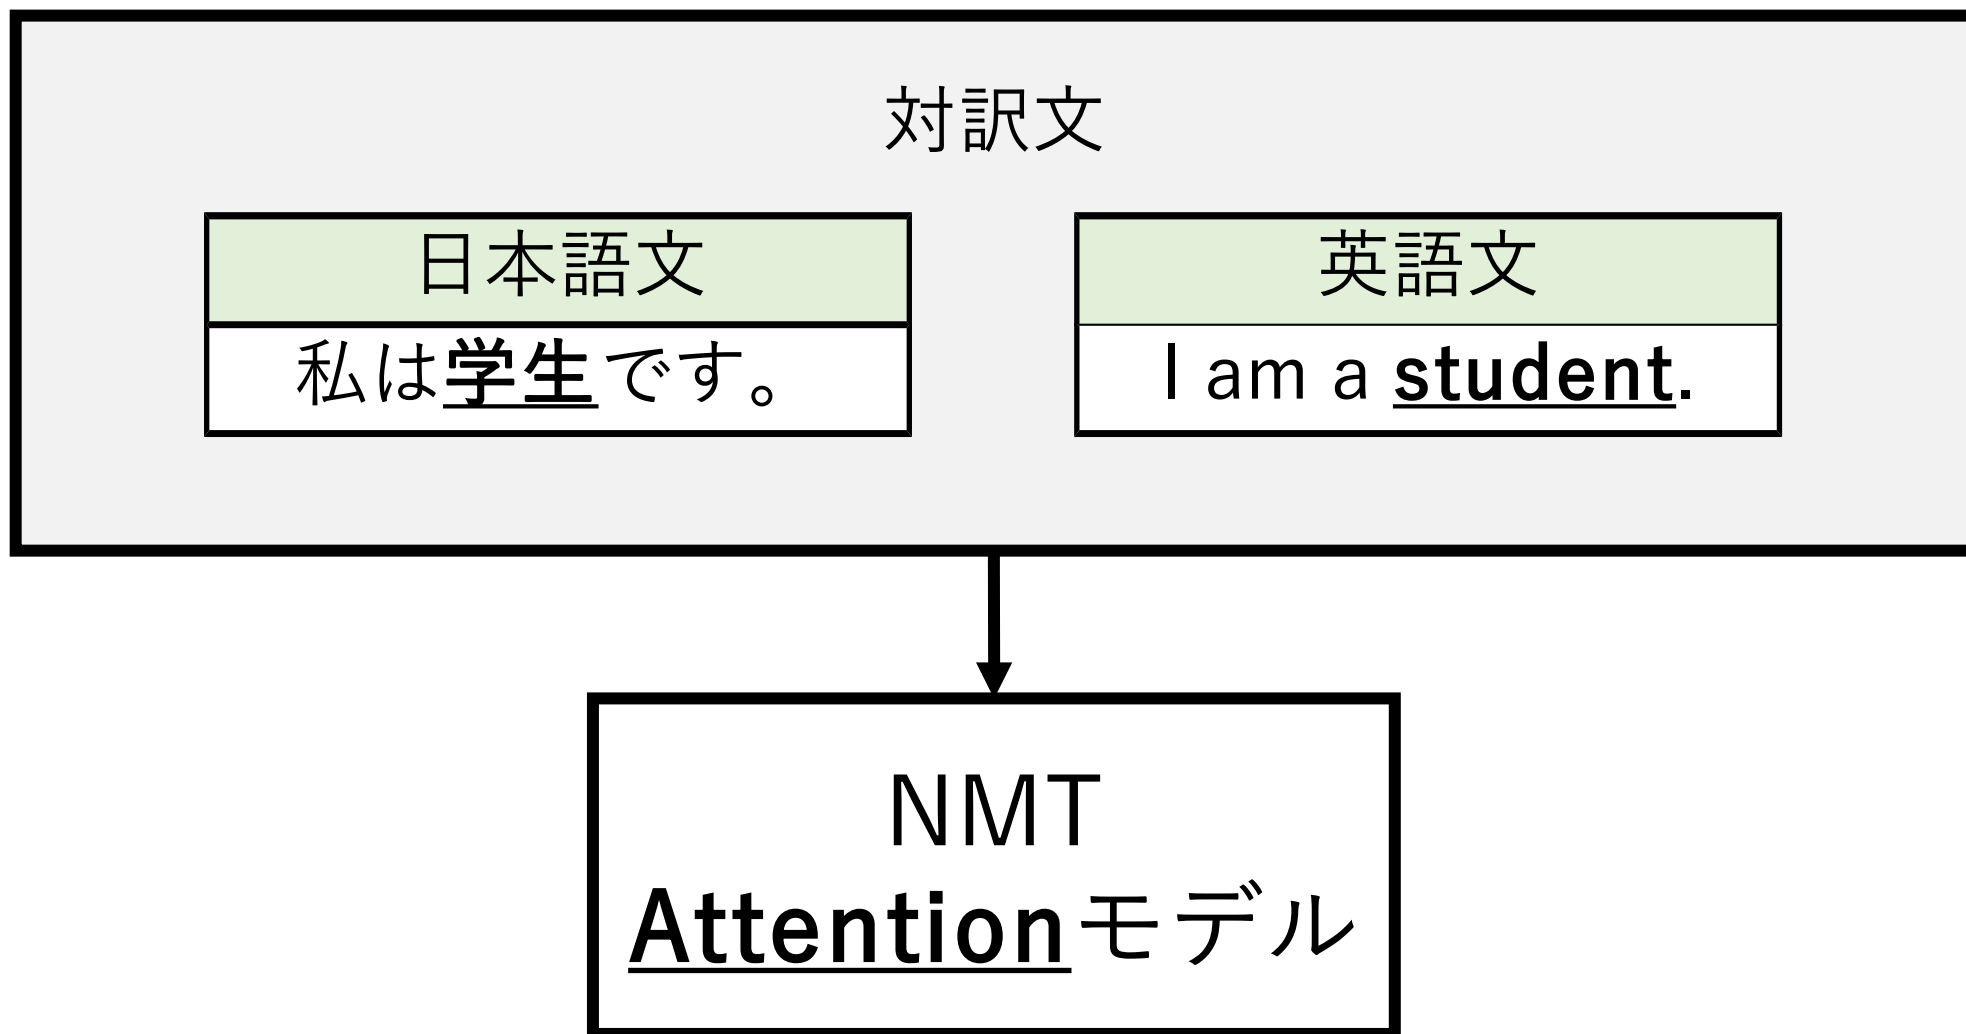 対訳文
日本語文
英語文
私は学生です。
I am a student.
NMT
Attentionモデル